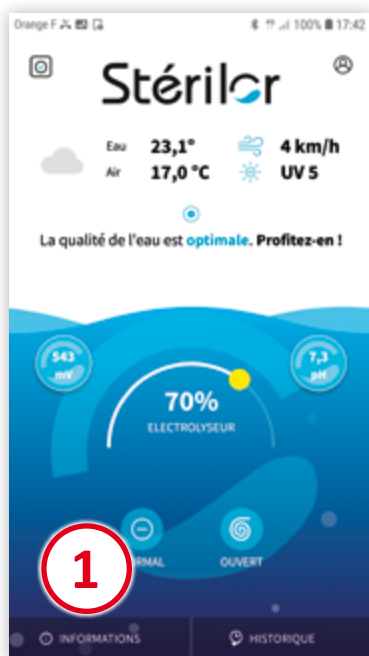 Orange F 100% 17:42
Stérilor
Eau 23,1° 4 km/h
Air 17,0 °C UV 5
La qualité de l'eau est optimale. Profitez-en !
543 mV
7,3 pH
70%
ELECTROLYSEUR
OUVERT
1
INFORMATIONS HISTORIQUE